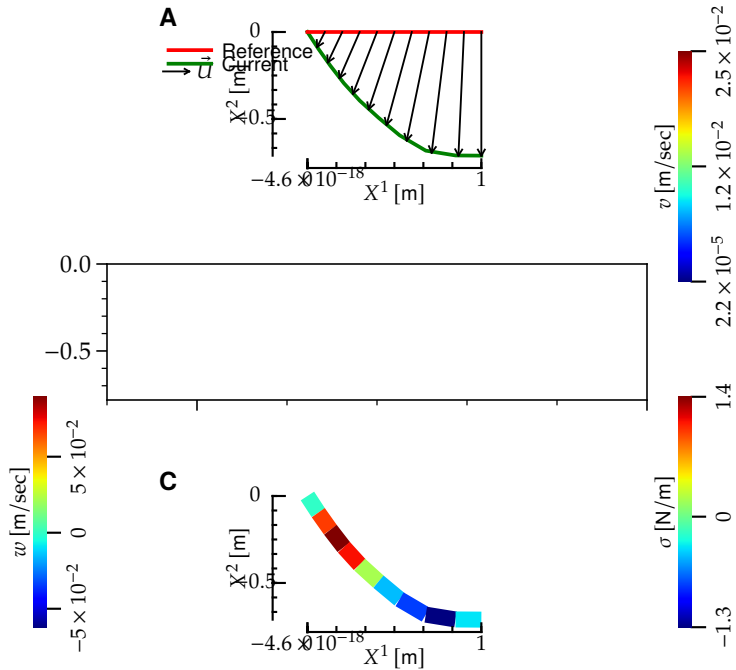 A
0
Reference
Current
u⃗
0.5
X² [m]
−4.6 × 10⁻¹⁸
0
1
X¹ [m]
2.5 × 10⁻²
1.2 × 10⁻²
2.2 × 10⁻⁵
v [m/sec]
0.0
−0.5
5 × 10⁻²
0
−5 × 10⁻²
w [m/sec]
C
0
0.5
X² [m]
−4.6 × 10⁻¹⁸
0
1
X¹ [m]
1.4
0
−1.3
σ [N/m]